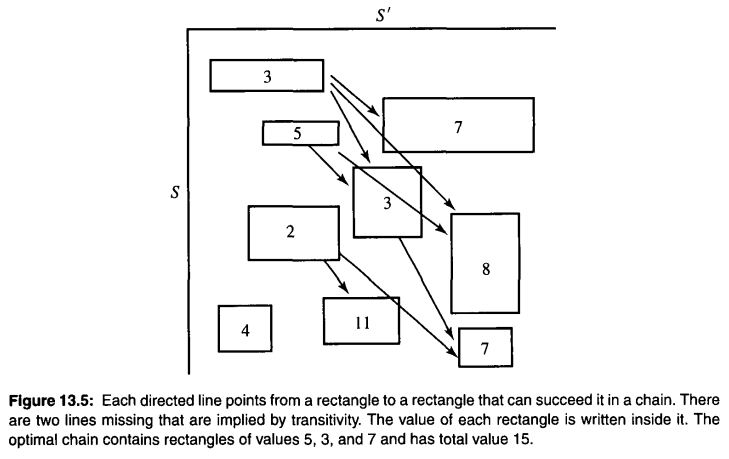 S′
3
7
5
S
3
2
8
4
11
7
Figure 13.5: Each directed line points from a rectangle to a rectangle that can succeed it in a chain. There
are two lines missing that are implied by transitivity. The value of each rectangle is written inside it. The
optimal chain contains rectangles of values 5, 3, and 7 and has total value 15.